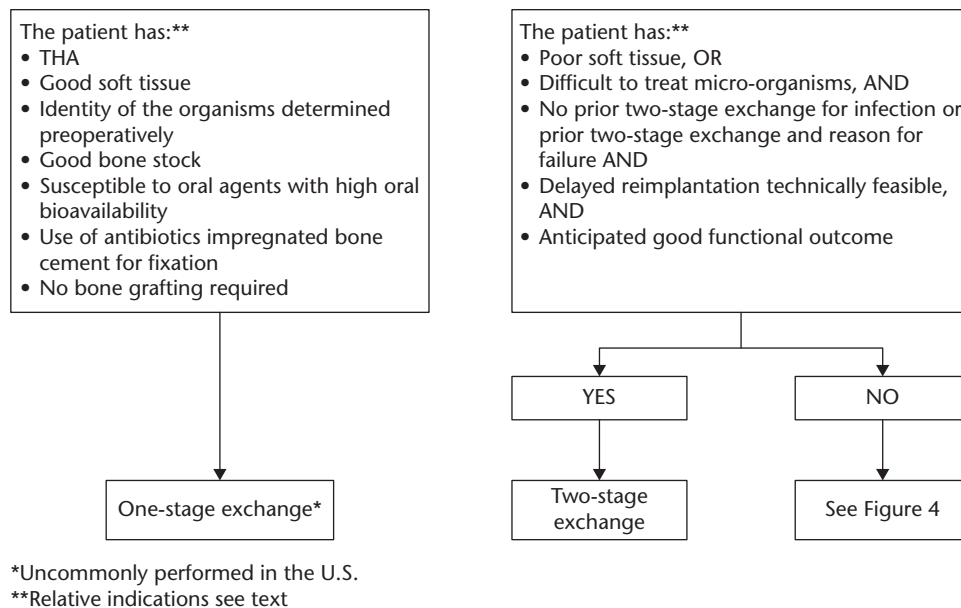 The patient has:**
• THA
• Good soft tissue
• Identity of the organisms determined
preoperatively
• Good bone stock
• Susceptible to oral agents with high oral
bioavailability
• Use of antibiotics impregnated bone
cement for fixation
• No bone grafting required
One-stage exchange*
The patient has:**
• Poor soft tissue, OR
• Difficult to treat micro-organisms, AND
• No prior two-stage exchange for infection or
prior two-stage exchange and reason for
failure AND
• Delayed reimplantation technically feasible,
AND
• Anticipated good functional outcome
YES
NO
Two-stage
exchange
See Figure 4
*Uncommonly performed in the U.S.
**Relative indications see text